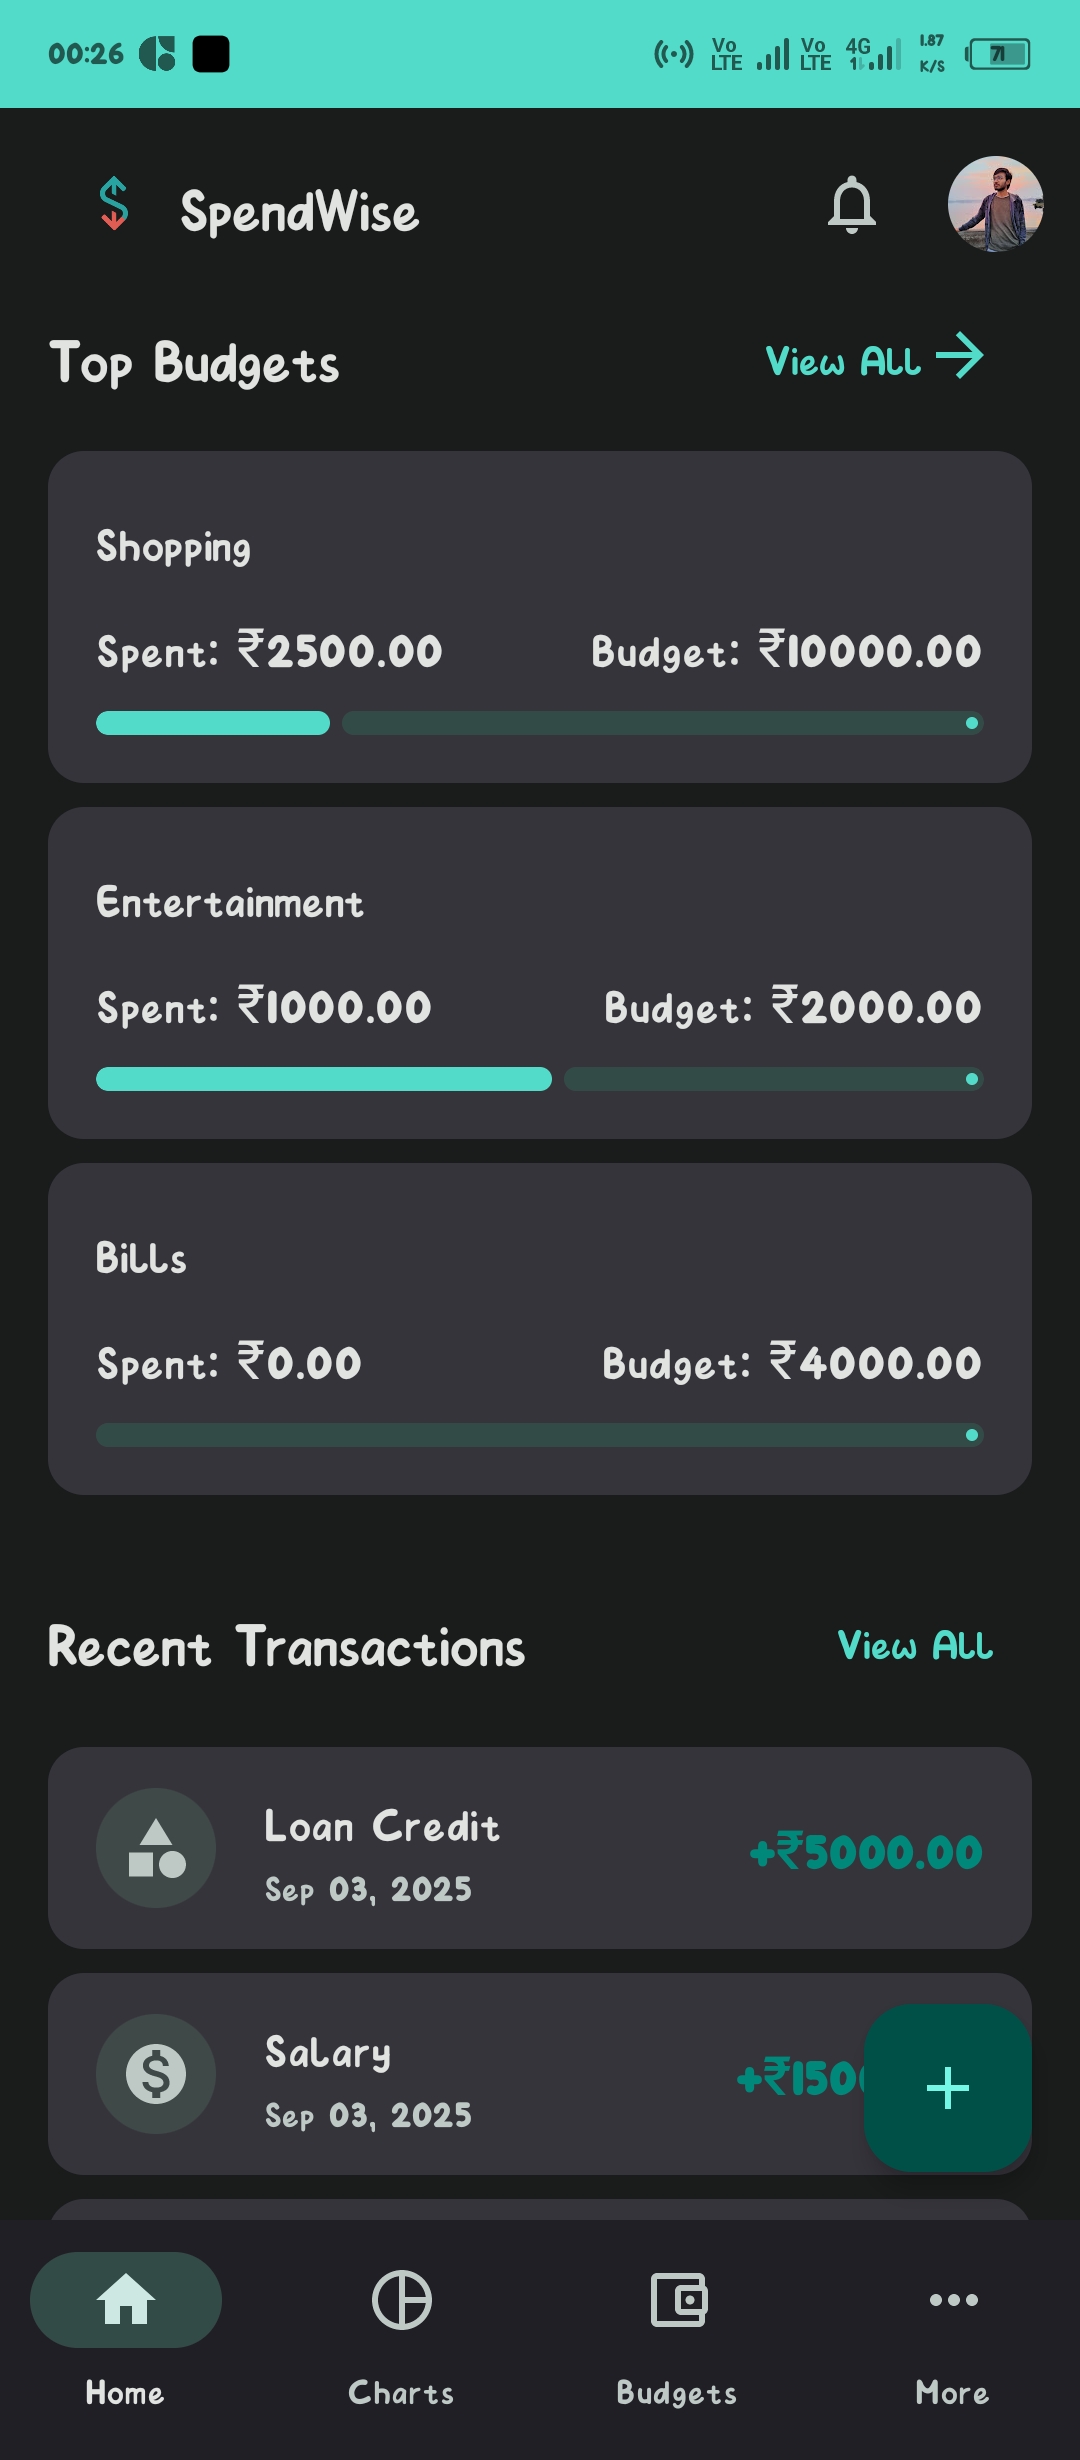 00:26 Vo LTE Vo LTE 4G 1.87 K/S 71
SpendWise
Top Budgets View All
Shopping
Spent: ₹2500.00 Budget: ₹10000.00
Entertainment
Spent: ₹1000.00 Budget: ₹2000.00
Bills
Spent: ₹0.00 Budget: ₹4000.00
Recent Transactions View All
Loan Credit
Sep 03, 2025
+₹5000.00
Salary
Sep 03, 2025
+₹150
Home Charts Budgets More